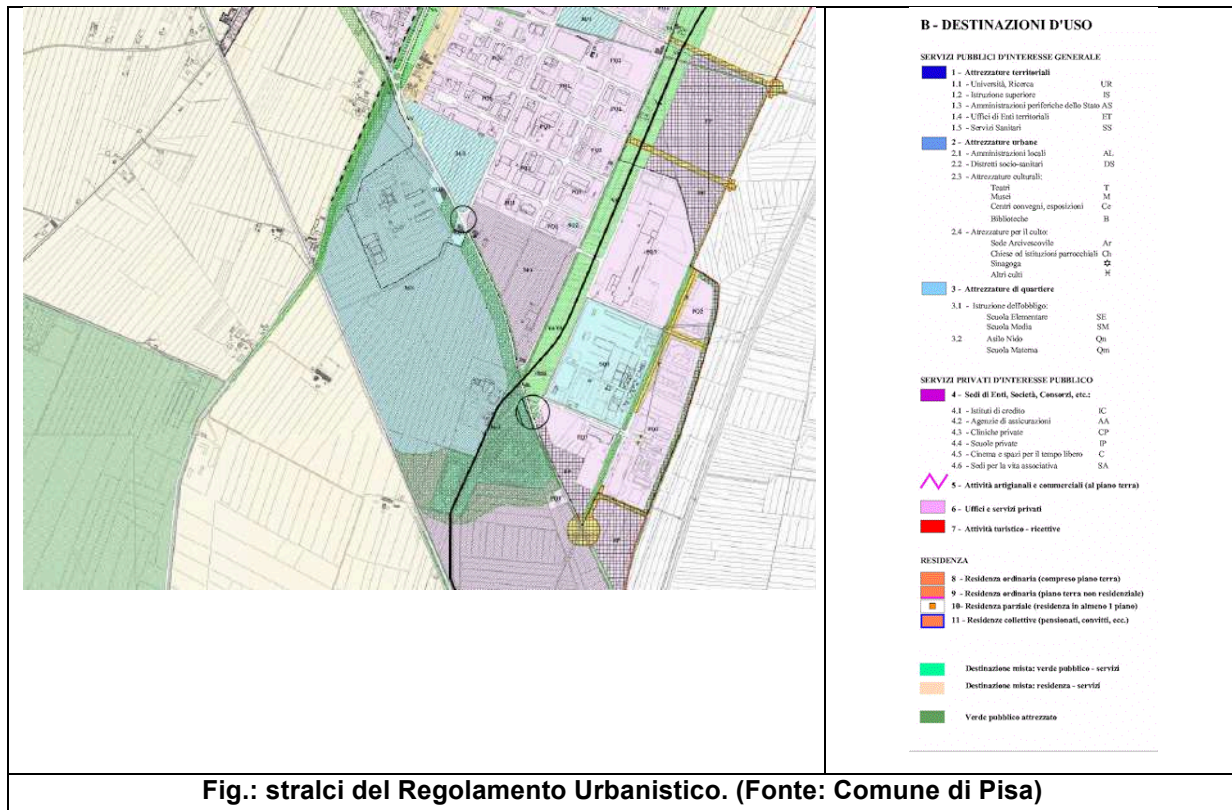 B - DESTINAZIONI D'USO
SERVIZI PUBBLICI D'INTERESSE GENERALE
1 - Attrezzature territoriali
1.1 - Università, Ricerca UR
1.2 - Istruzione superiore IS
1.3 - Amministrazioni periferiche dello Stato AS
1.4 - Uffici di Enti territoriali ET
1.5 - Servizi Sanitari SS
2 - Attrezzature urbane
2.1 - Amministrazioni locali AL
2.2 - Distretti socio-sanitari DS
2.3 - Attrezzature culturali:
Teatri T
Musei M
Centri convegni, esposizioni Ce
Biblioteche B
2.4 - Attrezzature per il culto:
Sede Arcivescovile Ar
Chiese ed istituzioni parrocchiali Ch
Sinagoga
Altri culti
3 - Attrezzature di quartiere
3.1 - Istruzione dell'obbligo:
Scuola Elementare SE
Scuola Media SM
3.2 Asilo Nido Qn
Scuola Materna Qm
SERVIZI PRIVATI D'INTERESSE PUBBLICO
4 - Sedi di Enti, Società, Consorzi, etc.:
4.1 - Istituti di credito IC
4.2 - Agenzie di assicurazioni AA
4.3 - Cliniche private CP
4.4 - Scuole private IP
4.5 - Cinema e spazi per il tempo libero C
4.6 - Sedi per la vita associativa SA
5 - Attività artigianali e commerciali (al piano terra)
6 - Uffici e servizi privati
7 - Attività turistico - ricettive
RESIDENZA
8 - Residenza ordinaria (compreso piano terra)
9 - Residenza ordinaria (piano terra non residenziale)
10- Residenza parziale (residenza in almeno 1 piano)
11 - Residenze collettive (pensionati, convitti, ecc.)
Destinazione mista: verde pubblico - servizi
Destinazione mista: residenza - servizi
Verde pubblico attrezzato
Fig.: stralci del Regolamento Urbanistico. (Fonte: Comune di Pisa)